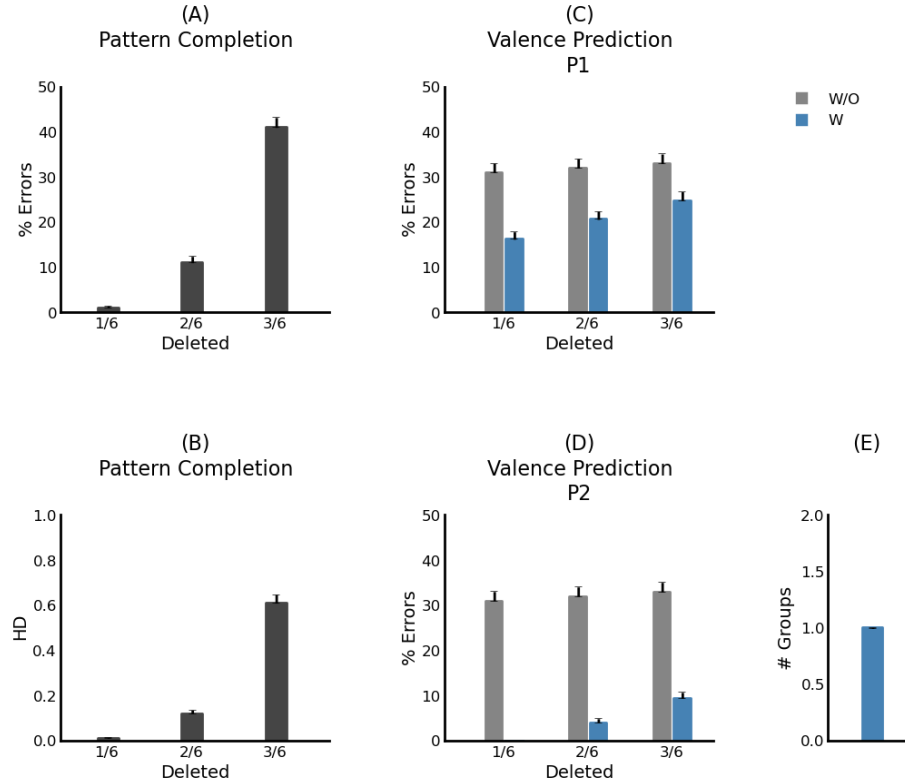 (A)
Pattern Completion
50
40
30
20
10
0
% Errors
1/6 2/6 3/6
Deleted
(C)
Valence Prediction
P1
50
40
30
20
10
0
% Errors
1/6 2/6 3/6
Deleted
W/O
W
(B)
Pattern Completion
1.0
0.8
0.6
0.4
0.2
0.0
HD
1/6 2/6 3/6
Deleted
(D)
Valence Prediction
P2
50
40
30
20
10
0
% Errors
1/6 2/6 3/6
Deleted
(E)
2.0
1.5
1.0
0.5
0.0
# Groups